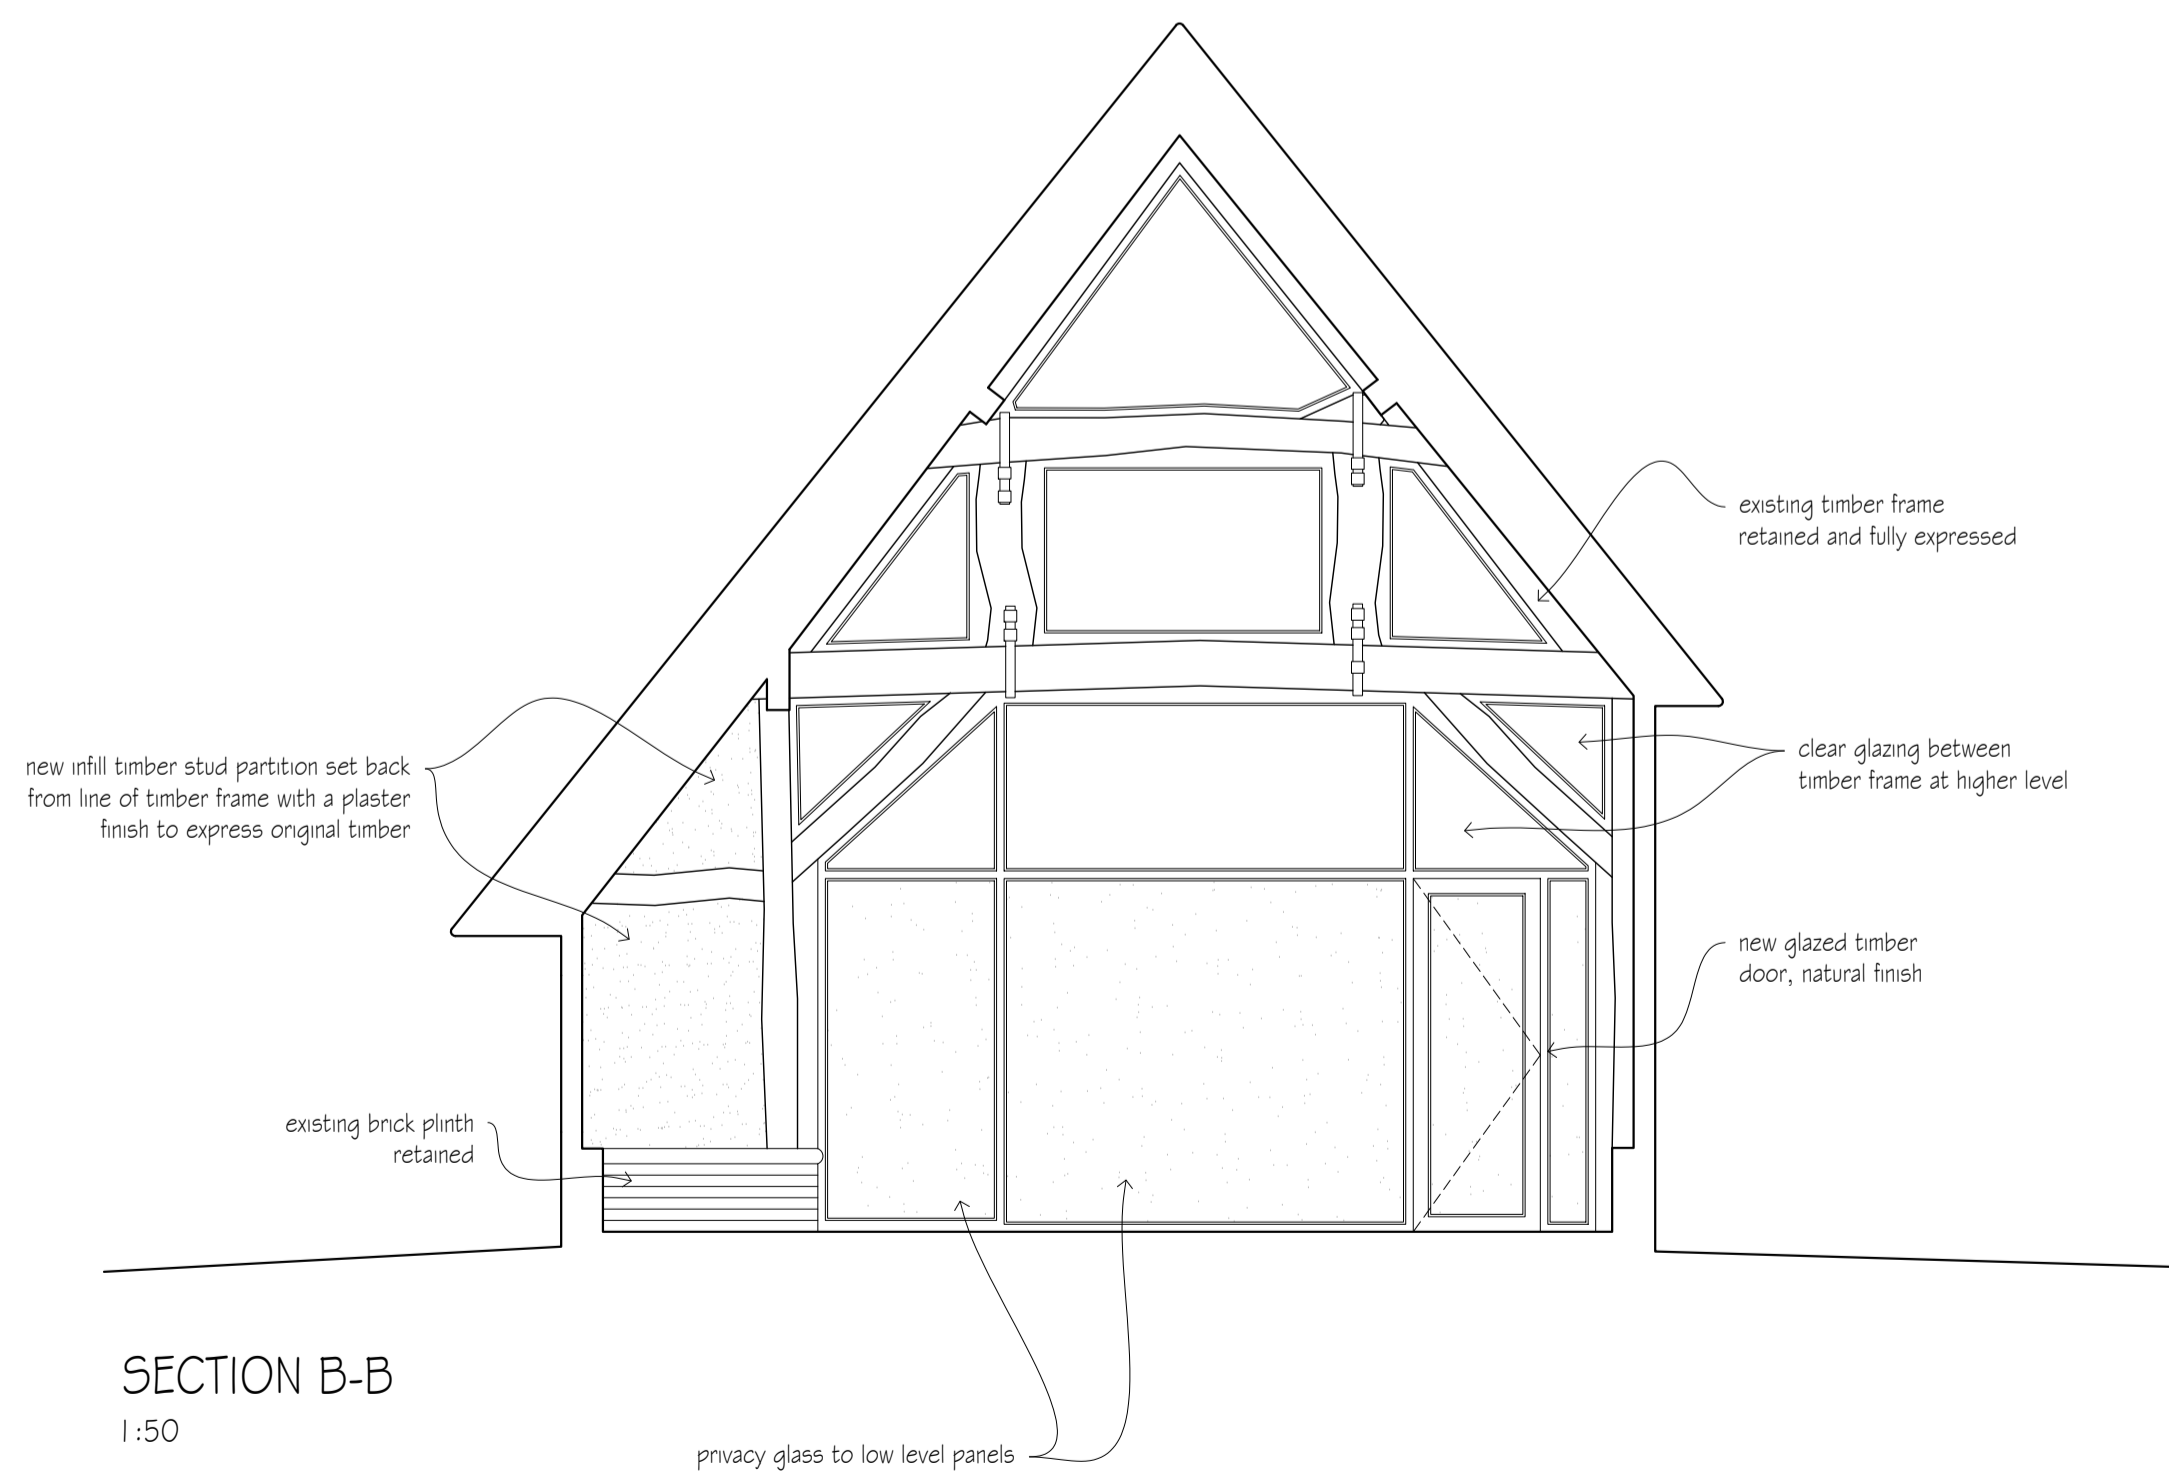 existing timber frame
retained and fully expressed
new infill timber stud partition set back
from line of timber frame with a plaster
finish to express original timber
clear glazing between
timber frame at higher level
new glazed timber
door, natural finish
existing brick plinth
retained
SECTION B-B
1:50
privacy glass to low level panels